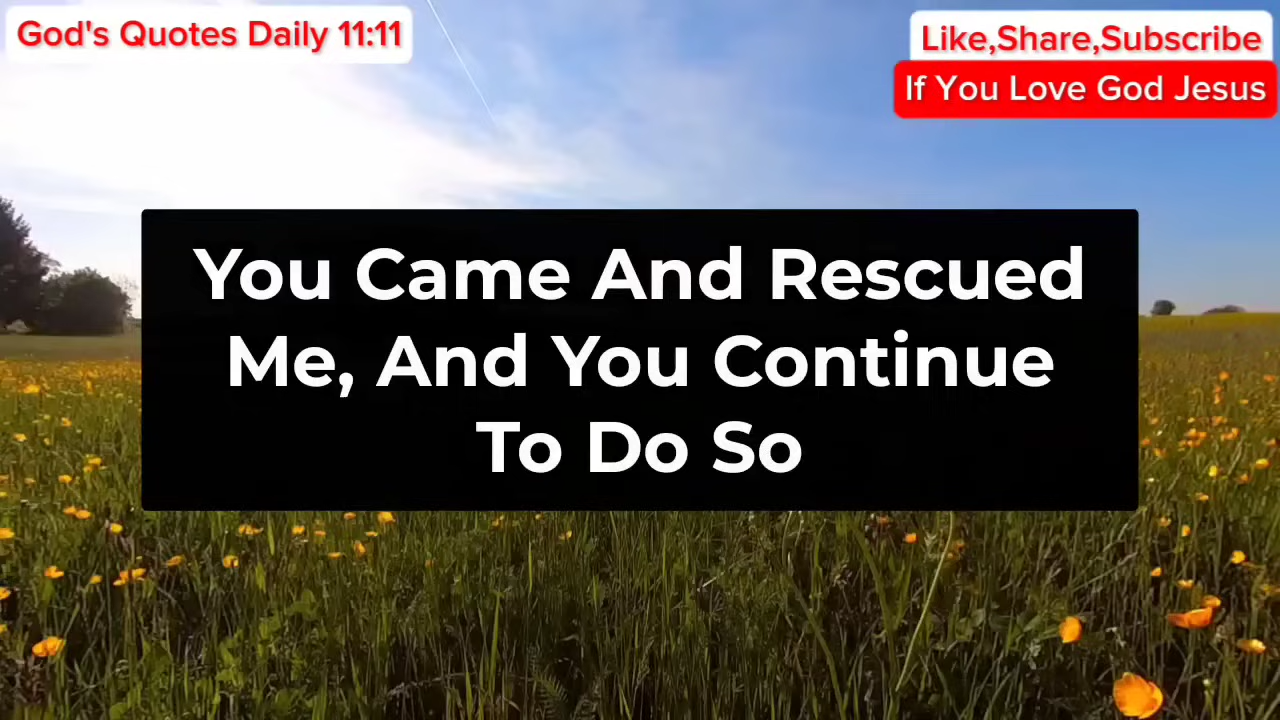 God's Quotes Daily 11:11
Like,Share,Subscribe
If You Love God Jesus
You Came And Rescued
Me, And You Continue
To Do So